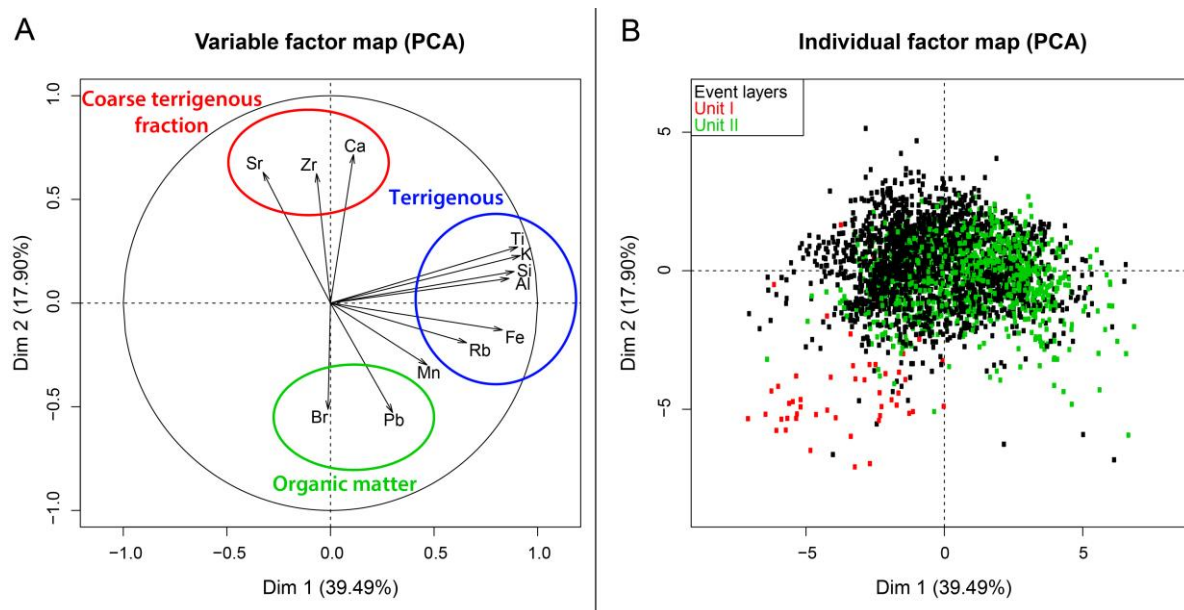 A
Variable factor map (PCA)
Coarse terrigenous
fraction
Sr
Zr
Ca
Terrigenous
Ti
K
Si
Al
Fe
Rb
Mn
Br
Pb
Organic matter
1.0
0.5
0.0
−0.5
−1.0
Dim 2 (17.90%)
−1.0
−0.5
0.0
0.5
1.0
Dim 1 (39.49%)
B
Individual factor map (PCA)
Event layers
Unit I
Unit II
5
0
−5
Dim 2 (17.90%)
−5
0
5
Dim 1 (39.49%)